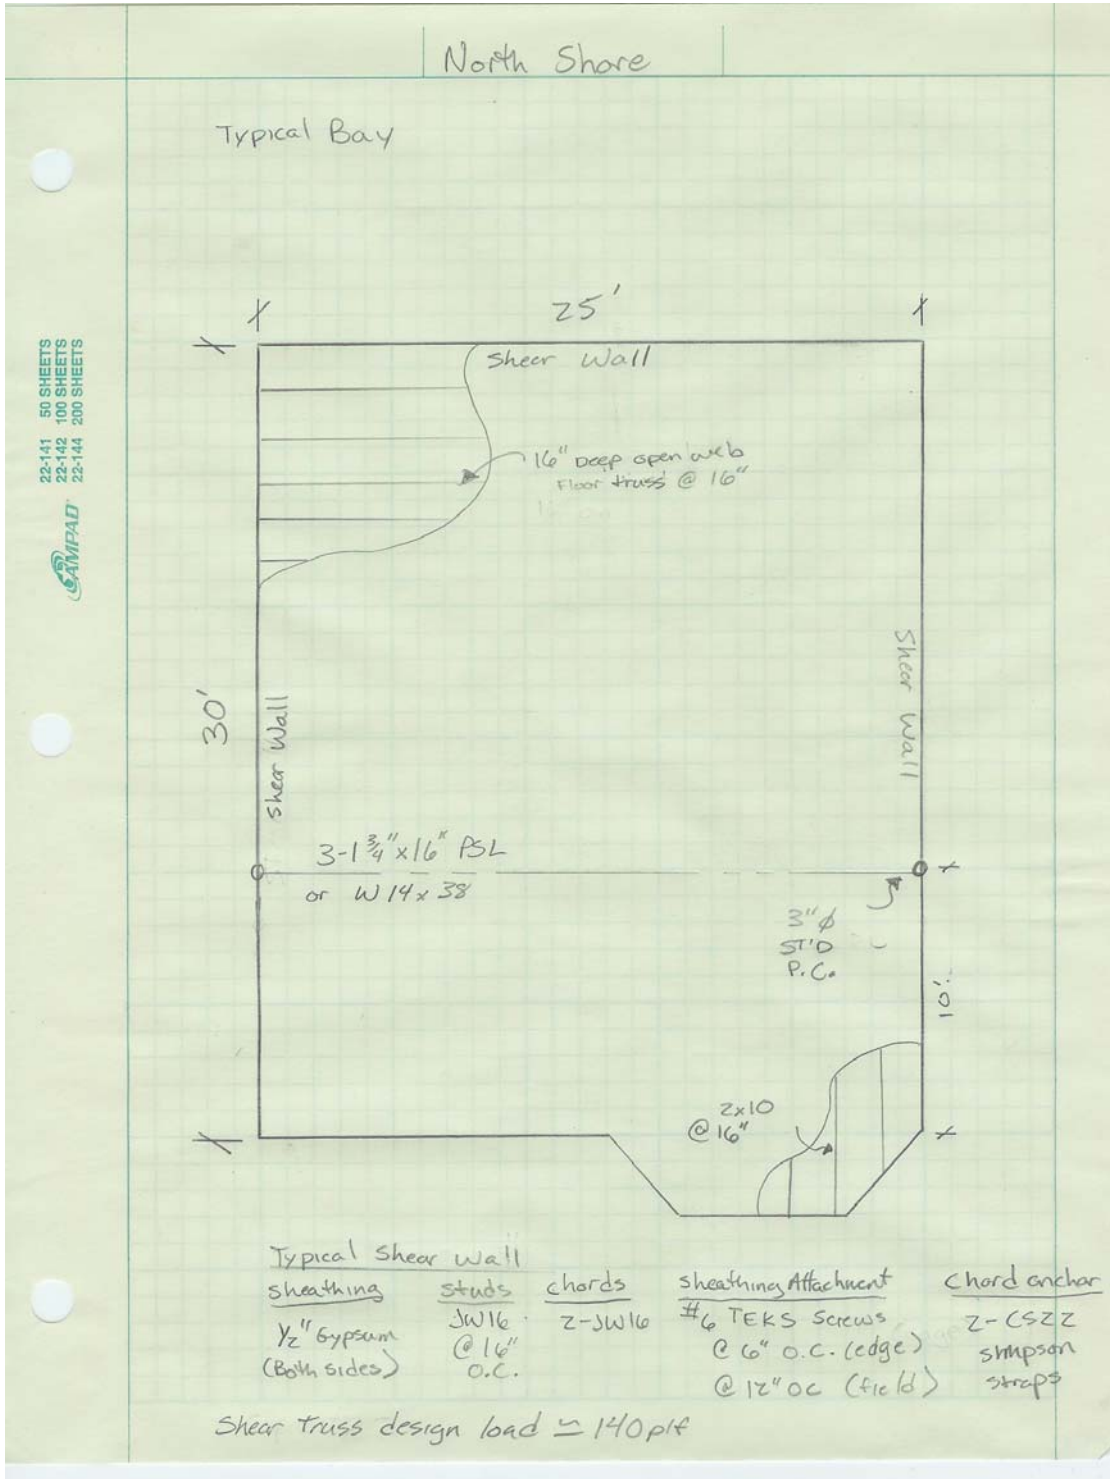 North Shore
Typical Bay
25'
Shear Wall
16" Deep open web
Floor truss @ 16"
22-141 50 SHEETS
22-142 100 SHEETS
22-144 200 SHEETS
AMPAD
30'
Shear Wall
Shear Wall
3-1 3/4" x 16" PSL
or W 14 x 38
3" ϕ
ST'D
P.C.
10'
2x10
@ 16"
Typical Shear Wall
Sheathing Studs Chords Sheathing Attachment Chord anchor
1/2" Gypsum JW16 2-JW16 #6 TEKS Screws 2-CS22
(Both sides) @ 16" @ 6" O.C. (edge) Simpson
O.C. @ 12" OC (field) straps
Shear truss design load ≃ 140 plf